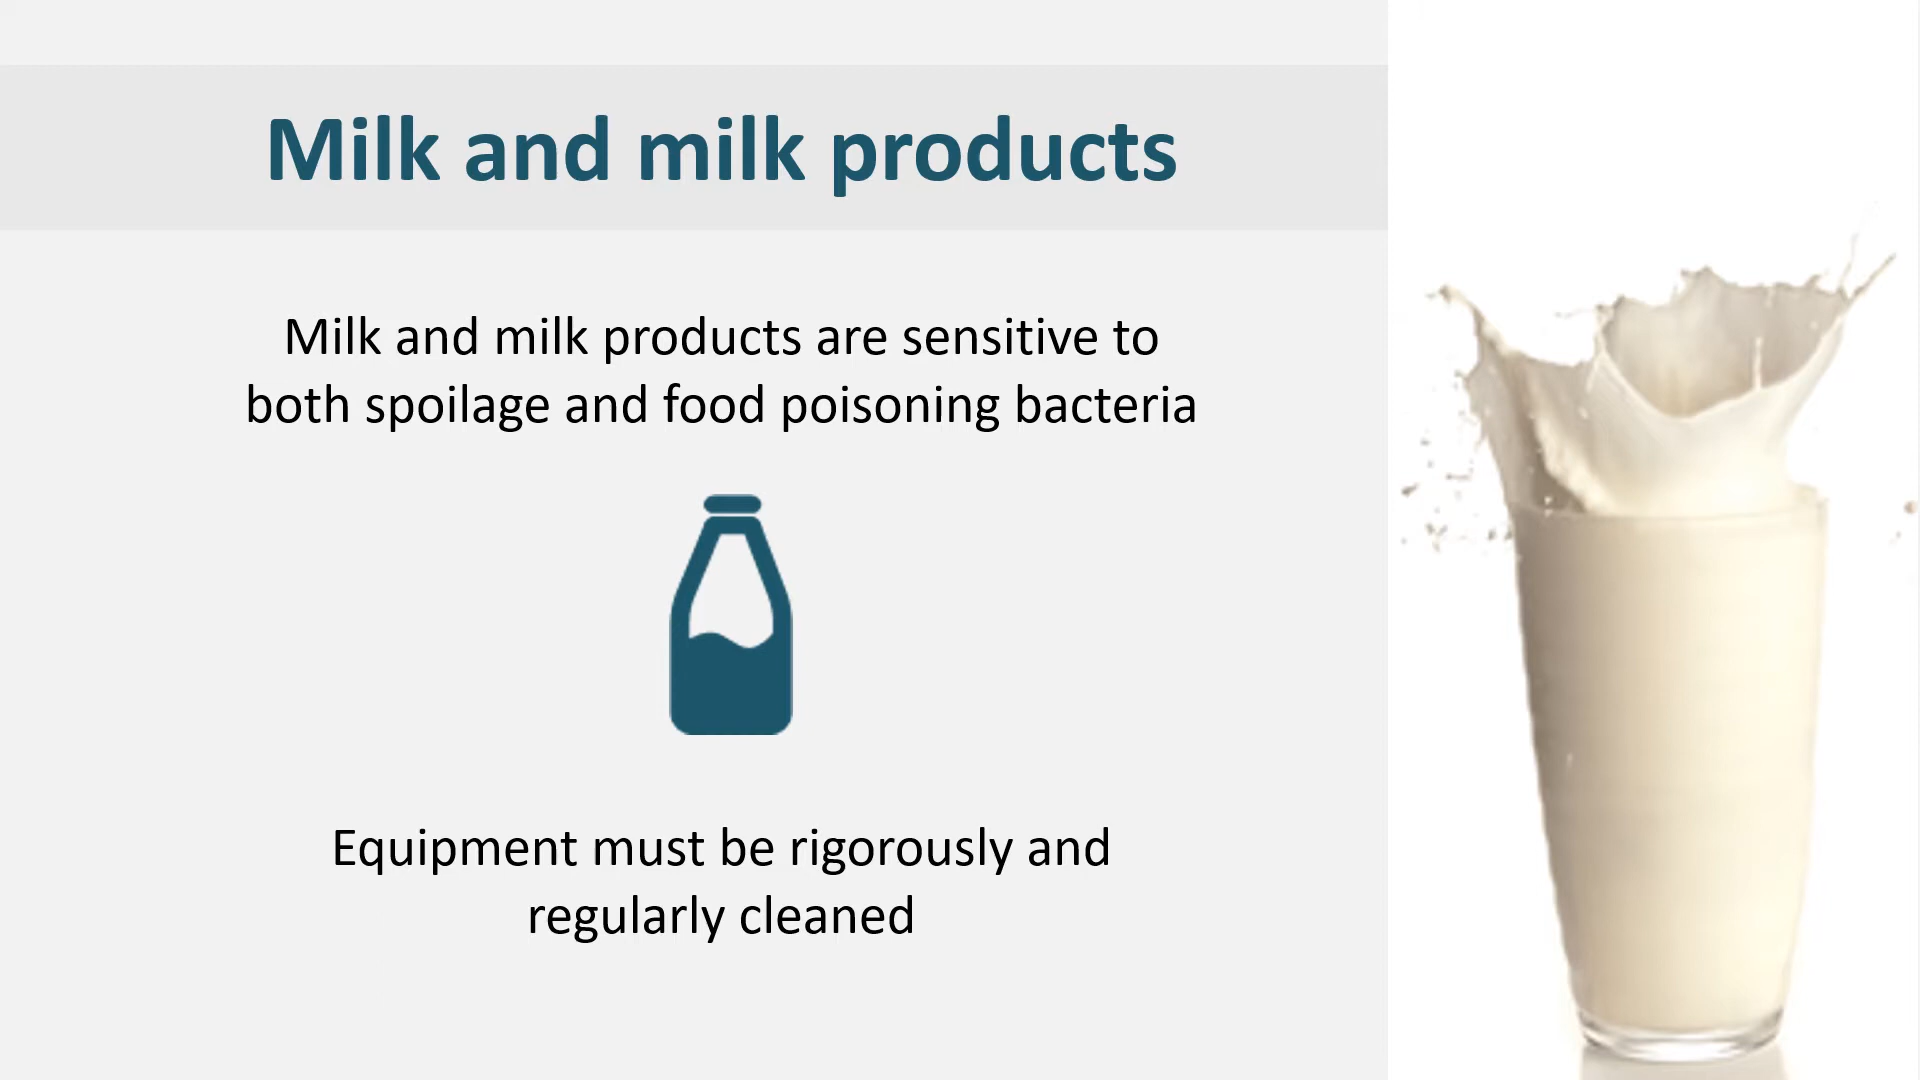 Milk and milk products
Milk and milk products are sensitive to
both spoilage and food poisoning bacteria
Equipment must be rigorously and
regularly cleaned